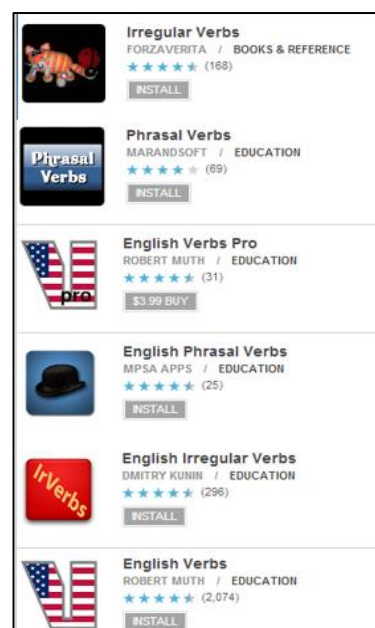 Irregular Verbs
FORZAVERITA / BOOKS & REFERENCE
(168)
INSTALL
Phrasal Verbs
Phrasal Verbs
MARANDSOFT / EDUCATION
(69)
INSTALL
pro
English Verbs Pro
ROBERT MUTH / EDUCATION
(31)
$3.99 BUY
English Phrasal Verbs
MPSA APPS / EDUCATION
(25)
INSTALL
IrVerbs
English Irregular Verbs
DMITRY KUNIN / EDUCATION
(296)
INSTALL
English Verbs
ROBERT MUTH / EDUCATION
(2,074)
INSTALL